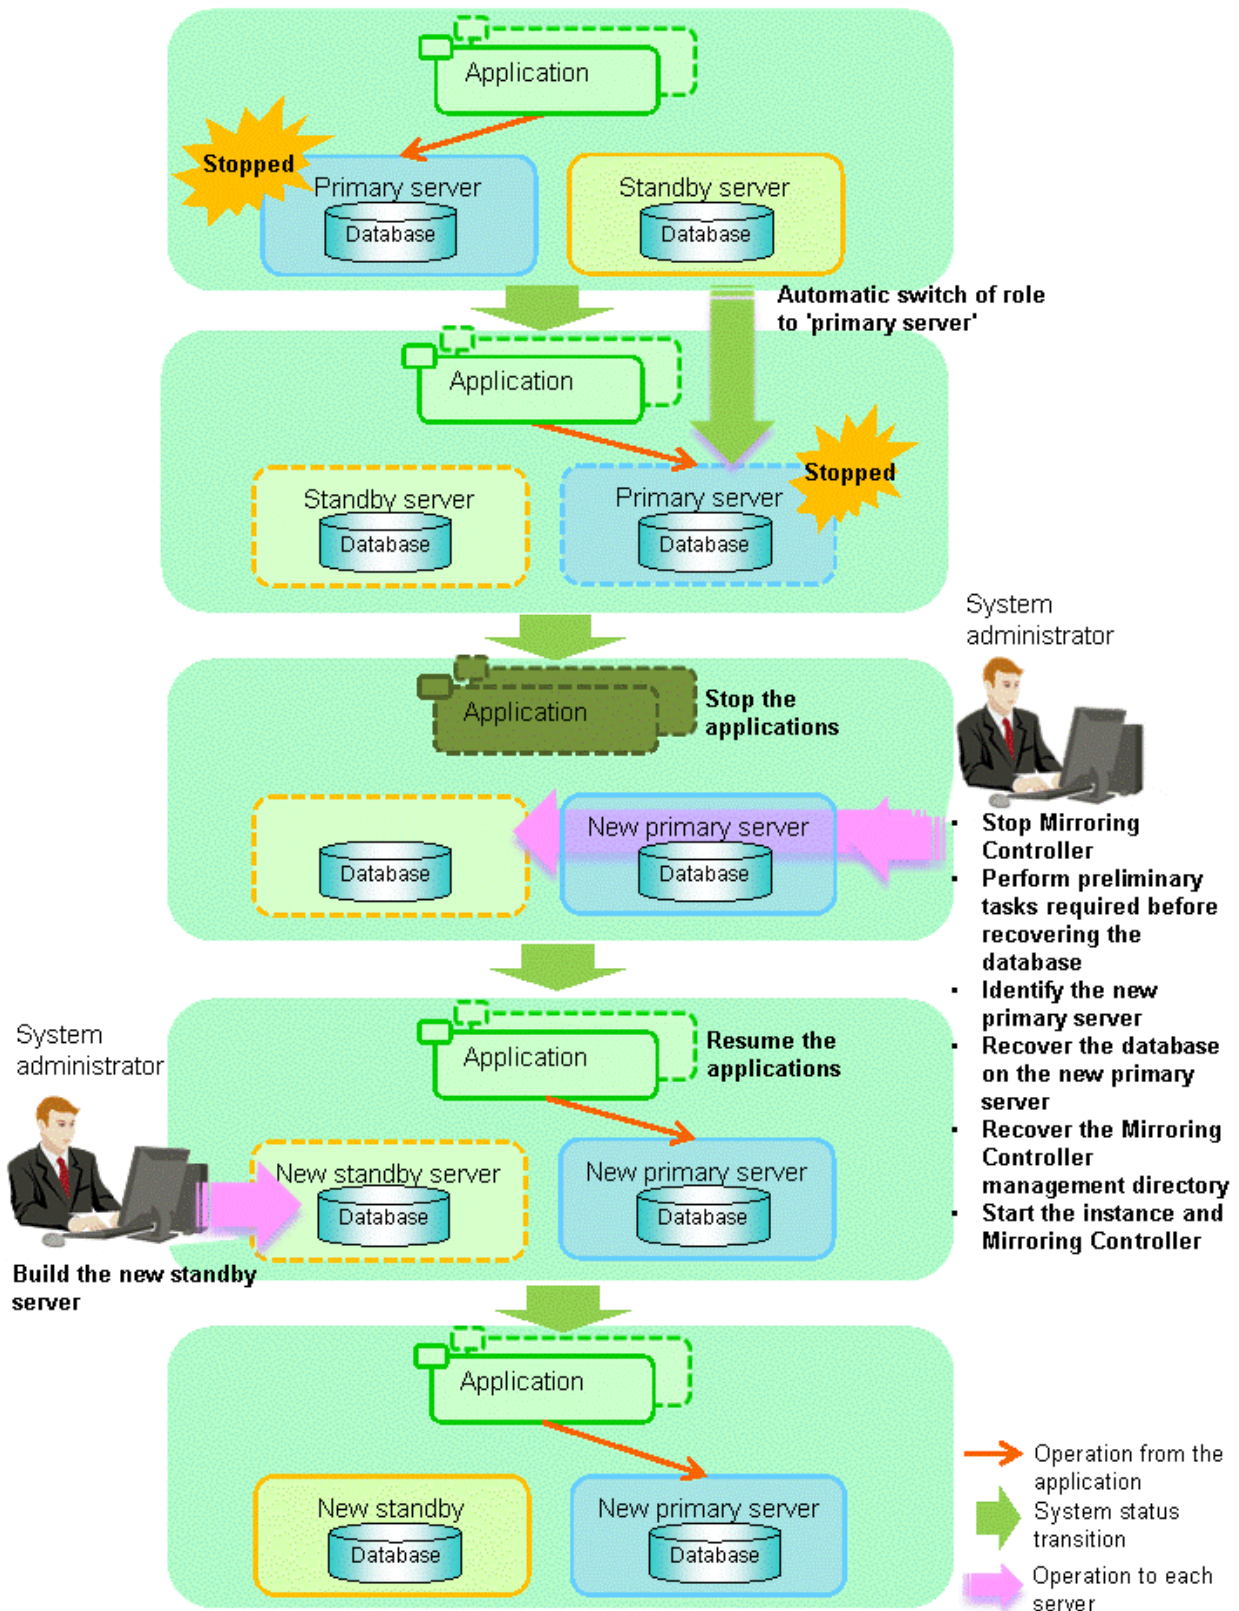 Application
Stopped
Primary server
Database
Standby server
Database
Automatic switch of role
to 'primary server'
Application
Stopped
Standby server
Database
Primary server
Database
System
administrator
Application
Stop the
applications
Database
New primary server
Database
▪ Stop Mirroring
Controller
▪ Perform preliminary
tasks required before
recovering the
database
▪ Identify the new
primary server
▪ Recover the database
on the new primary
server
▪ Recover the Mirroring
Controller
management directory
▪ Start the instance and
Mirroring Controller
System
administrator
Application
Resume the
applications
New standby server
Database
New primary server
Database
Build the new standby
server
Application
New standby
Database
New primary server
Database
Operation from the
application
System status
transition
Operation to each
server